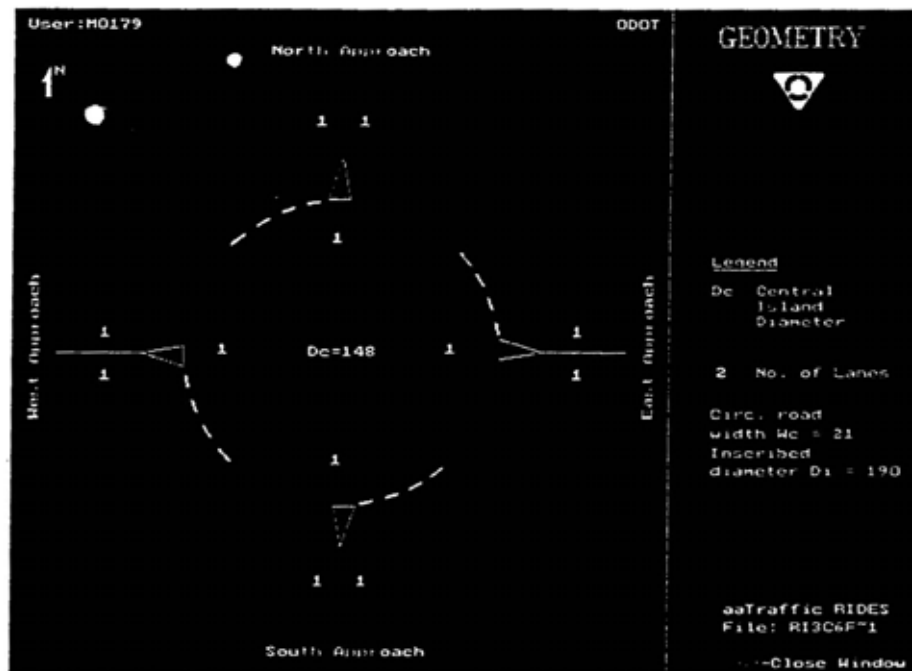 User:M0179
ODOT
GEOMETRY
North Approach
N
1 1
1
Legend
Dc Central
Island
Diameter
West Approach
1
1
1
Dc=148
1
1
1
East Approach
2 No. of Lanes
Circ. road
width Wc = 21
Inscribed
diameter Di = 190
1
1 1
South Approach
aaTraffic RIDES
File: RI3C6F~1
-Close Window